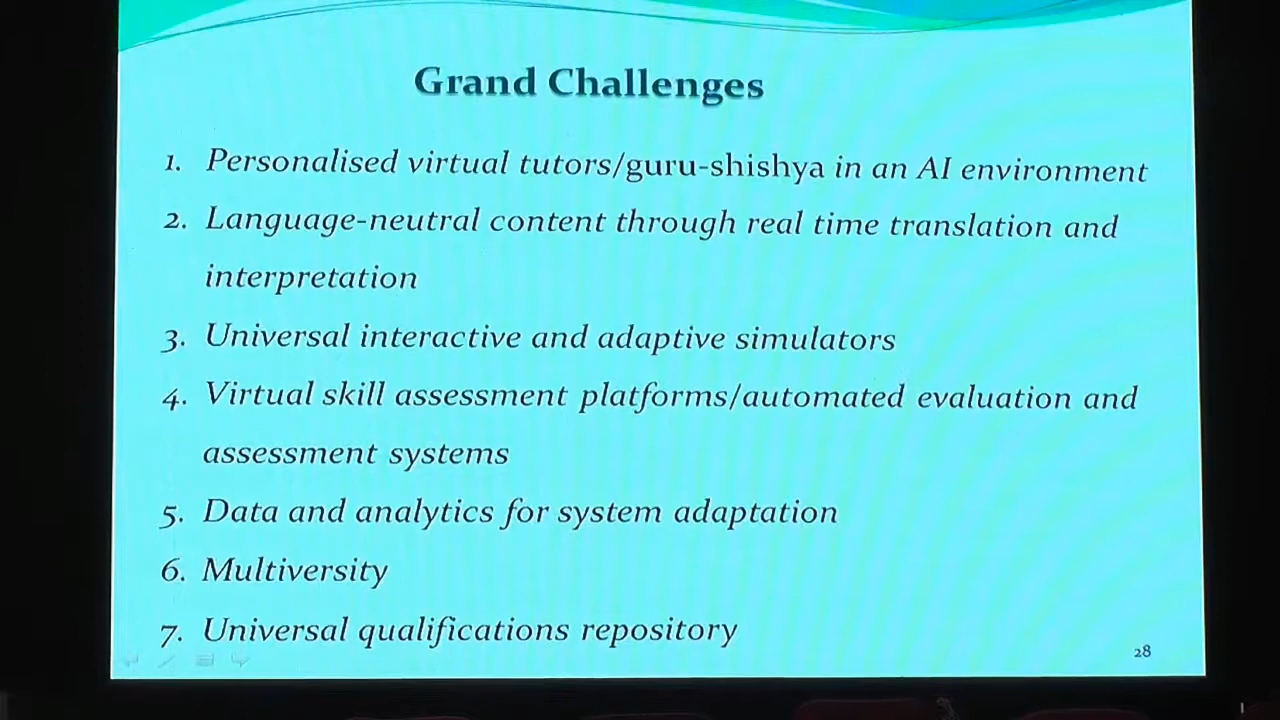 Grand Challenges
1. Personalised virtual tutors/guru-shishya in an AI environment
2. Language-neutral content through real time translation and
interpretation
3. Universal interactive and adaptive simulators
4. Virtual skill assessment platforms/automated evaluation and
assessment systems
5. Data and analytics for system adaptation
6. Multiversity
7. Universal qualifications repository
28